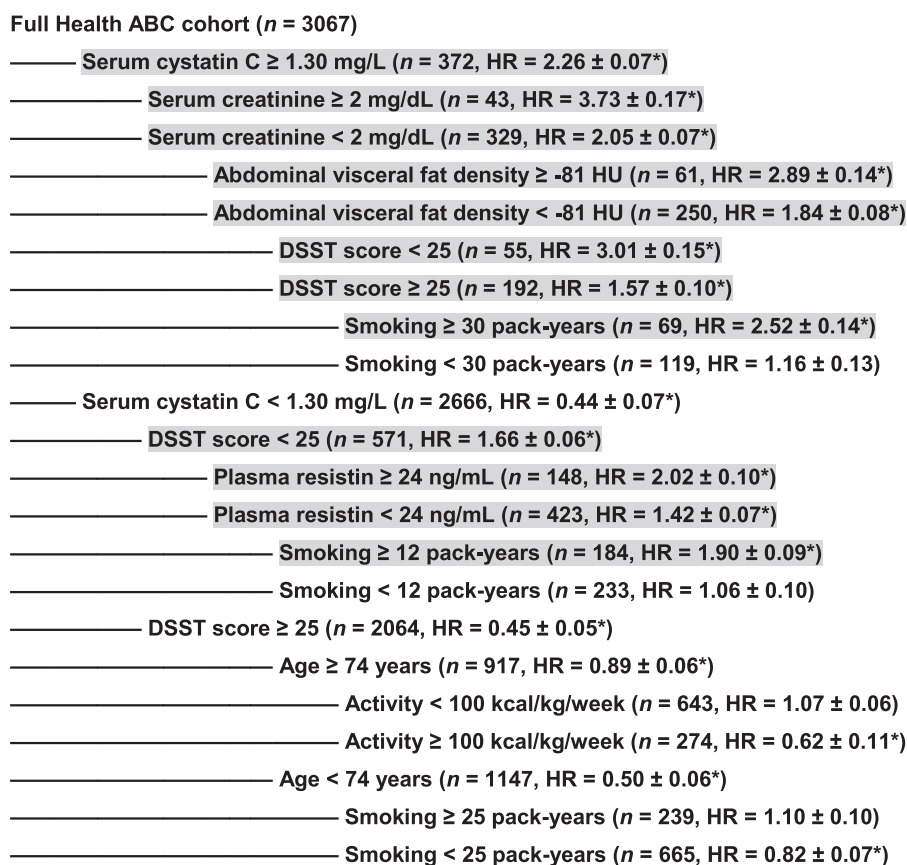 Full Health ABC cohort (n = 3067)
Serum cystatin C ≥ 1.30 mg/L (n = 372, HR = 2.26 ± 0.07*)
Serum creatinine ≥ 2 mg/dL (n = 43, HR = 3.73 ± 0.17*)
Serum creatinine < 2 mg/dL (n = 329, HR = 2.05 ± 0.07*)
Abdominal visceral fat density ≥ -81 HU (n = 61, HR = 2.89 ± 0.14*)
Abdominal visceral fat density < -81 HU (n = 250, HR = 1.84 ± 0.08*)
DSST score < 25 (n = 55, HR = 3.01 ± 0.15*)
DSST score ≥ 25 (n = 192, HR = 1.57 ± 0.10*)
Smoking ≥ 30 pack-years (n = 69, HR = 2.52 ± 0.14*)
Smoking < 30 pack-years (n = 119, HR = 1.16 ± 0.13)
Serum cystatin C < 1.30 mg/L (n = 2666, HR = 0.44 ± 0.07*)
DSST score < 25 (n = 571, HR = 1.66 ± 0.06*)
Plasma resistin ≥ 24 ng/mL (n = 148, HR = 2.02 ± 0.10*)
Plasma resistin < 24 ng/mL (n = 423, HR = 1.42 ± 0.07*)
Smoking ≥ 12 pack-years (n = 184, HR = 1.90 ± 0.09*)
Smoking < 12 pack-years (n = 233, HR = 1.06 ± 0.10)
DSST score ≥ 25 (n = 2064, HR = 0.45 ± 0.05*)
Age ≥ 74 years (n = 917, HR = 0.89 ± 0.06*)
Activity < 100 kcal/kg/week (n = 643, HR = 1.07 ± 0.06)
Activity ≥ 100 kcal/kg/week (n = 274, HR = 0.62 ± 0.11*)
Age < 74 years (n = 1147, HR = 0.50 ± 0.06*)
Smoking ≥ 25 pack-years (n = 239, HR = 1.10 ± 0.10)
Smoking < 25 pack-years (n = 665, HR = 0.82 ± 0.07*)